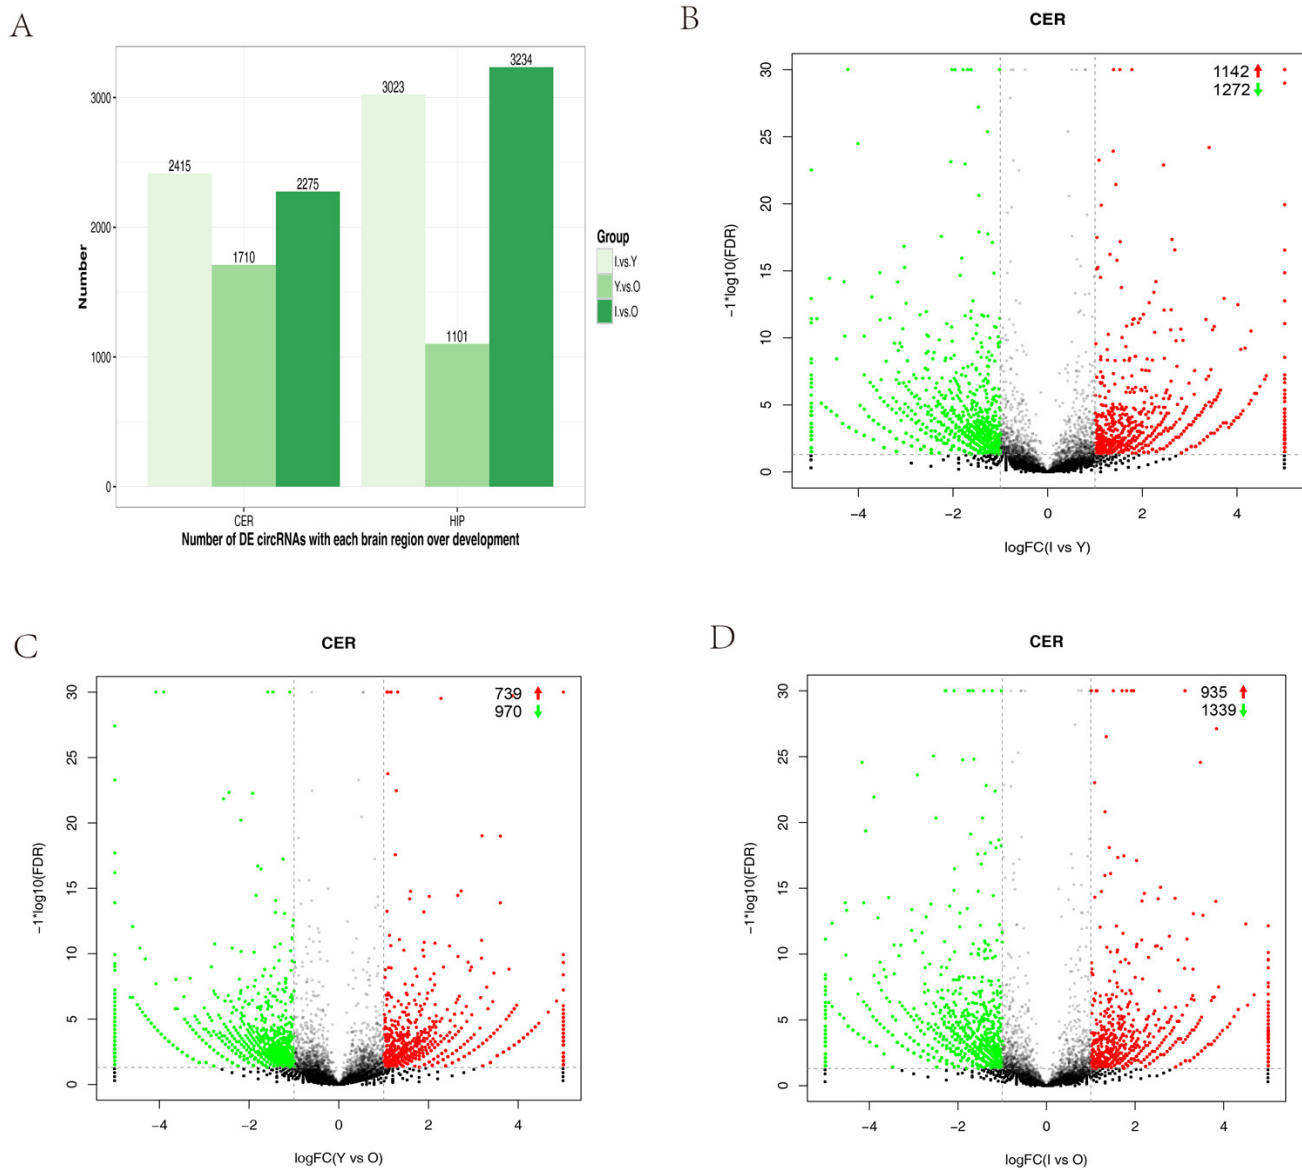 A
3000
2000
1000
0
Number
2415
1710
2275
3023
1101
3234
CER
HIP
Number of DE circRNAs with each brain region over development
Group
I.vs.Y
Y.vs.O
I.vs.O
B
CER
1142
1272
30
25
20
15
10
5
0
-1*log10(FDR)
−4 −2 0 2 4
logFC(I vs Y)
C
CER
739
970
30
25
20
15
10
5
0
-1*log10(FDR)
−4 −2 0 2 4
logFC(Y vs O)
D
CER
935
1339
30
25
20
15
10
5
0
-1*log10(FDR)
−4 −2 0 2 4
logFC(I vs O)